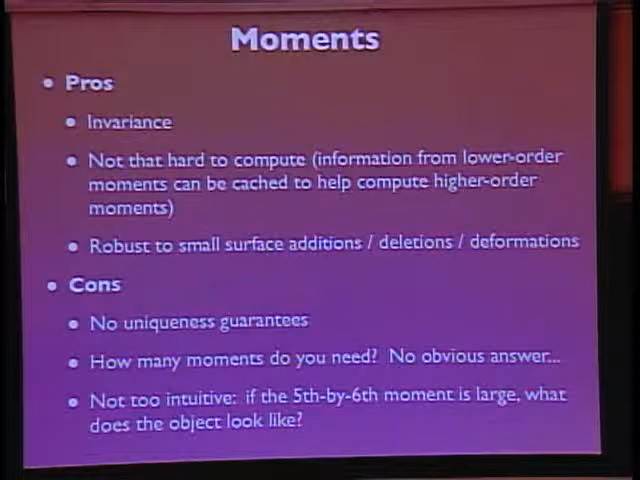 Moments
• Pros
• Invariance
• Not that hard to compute (information from lower-order
moments can be cached to help compute higher-order
moments)
• Robust to small surface additions / deletions / deformations
• Cons
• No uniqueness guarantees
• How many moments do you need? No obvious answer...
• Not too intuitive: if the 5th-by-6th moment is large, what
does the object look like?